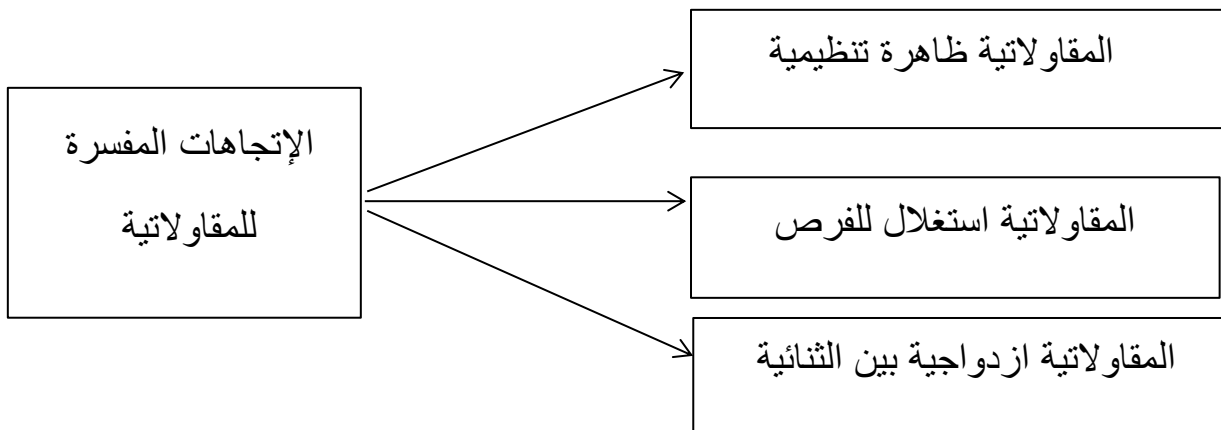 الإتجاهات المفسرة
للمقاولاتية
المقاولاتية ظاهرة تنظيمية
المقاولاتية استغلال للفرص
المقاولاتية ازدواجية بين الثنائية